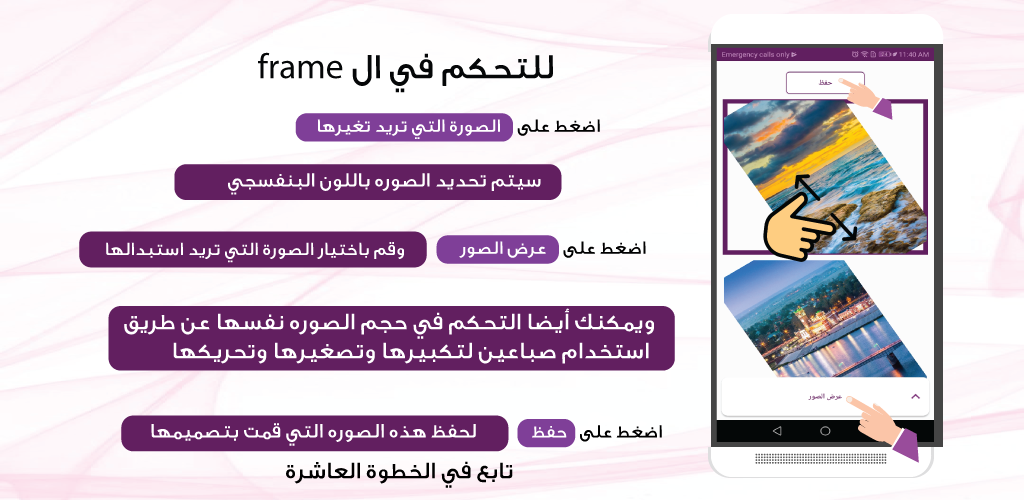 للتحكم في ال frame
اضغط على الصورة التي تريد تغيرها
سيتم تحديد الصوره باللون البنفسجي
اضغط على عرض الصور وقم باختيار الصورة التي تريد استبدالها
ويمكنك أيضا التحكم في حجم الصوره نفسها عن طريق
استخدام صباعين لتكبيرها وتصغيرها وتحريكها
اضغط على حفظ لحفظ هذه الصوره التي قمت بتصميمها
تابع في الخطوة العاشرة
Emergency calls only 11:40 AM
حفظ
عرض الصور